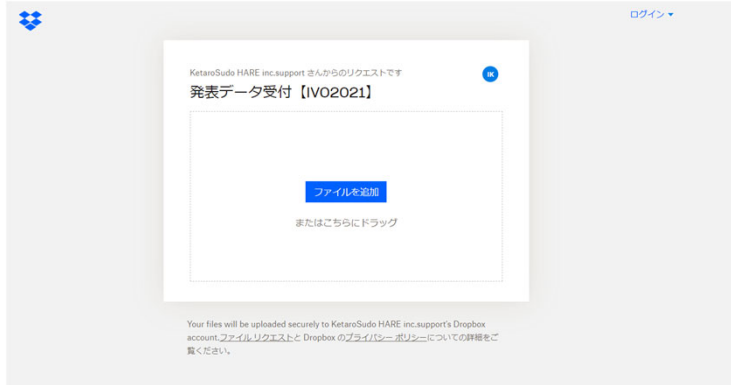 ログイン
KetaroSudo HARE inc.support さんからのリクエストです
IK
発表データ受付【IVO2021】
ファイルを追加
またはこちらにドラッグ
Your files will be uploaded securely to KetaroSudo HARE inc.support's Dropbox
account.ファイル リクエストと Dropbox のプライバシー ポリシーについての詳細をご
覧ください。